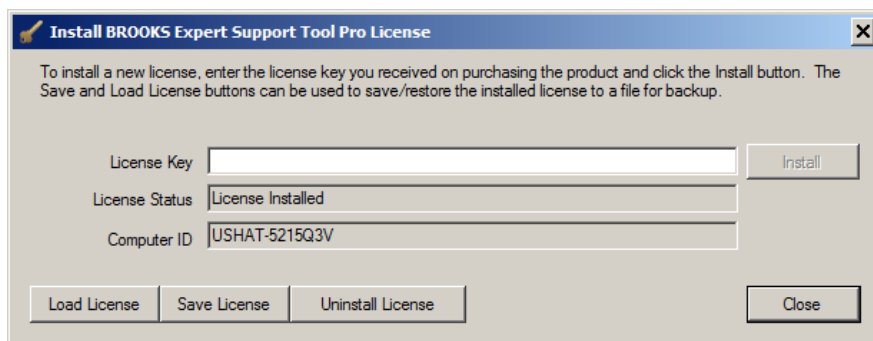 Install BROOKS Expert Support Tool Pro License
To install a new license, enter the license key you received on purchasing the product and click the Install button.  The
Save and Load License buttons can be used to save/restore the installed license to a file for backup.
License Key
Install
License Status
License Installed
Computer ID
USHAT-5215Q3V
Load License
Save License
Uninstall License
Close